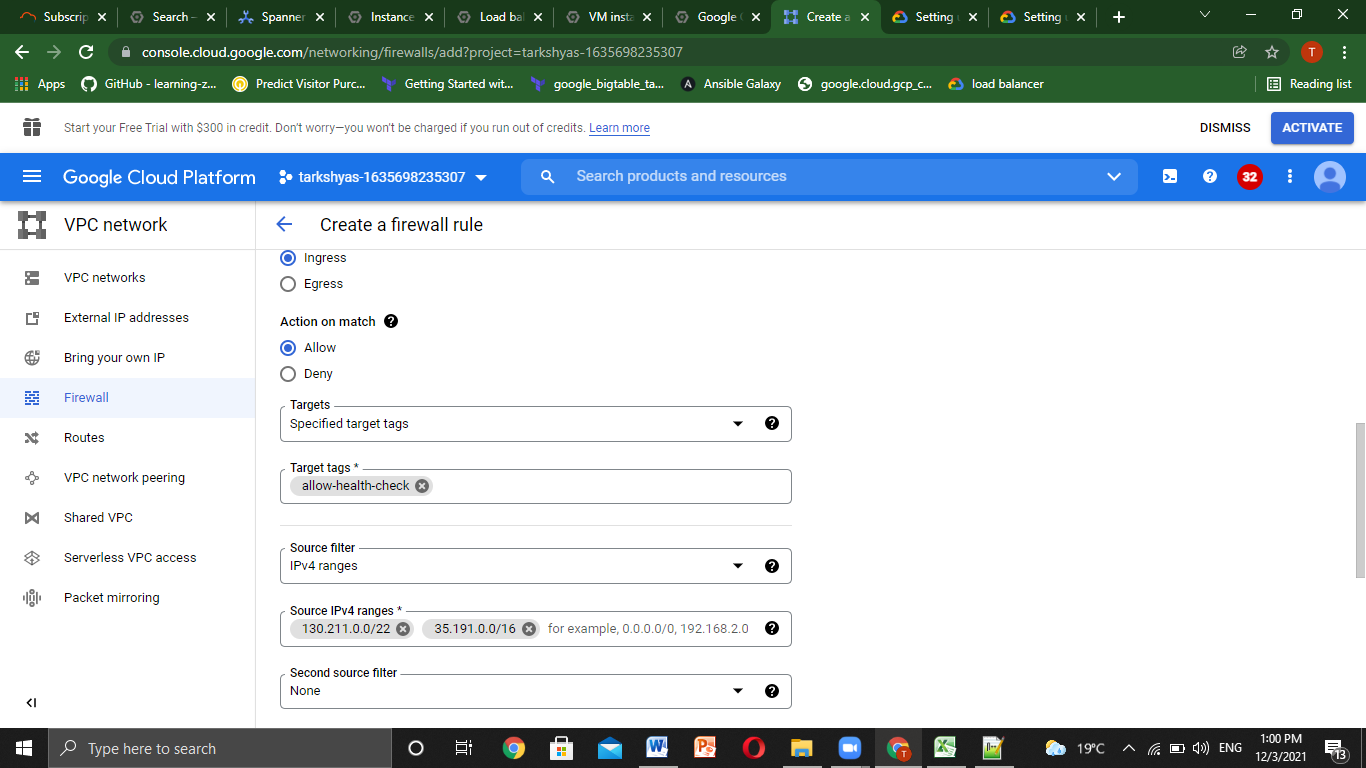 Subscrip
Search –
Spanner
Instance
Load ba
VM inst
Google
Create a
Setting
Setting
console.cloud.google.com/networking/firewalls/add?project=tarkshyas-1635698235307
T
Apps
GitHub - learning-z...
Predict Visitor Purc...
Getting Started wit...
google_bigtable_ta...
Ansible Galaxy
google.cloud.gcp_c...
load balancer
Reading list
Start your Free Trial with $300 in credit. Don't worry—you won't be charged if you run out of credits. Learn more
DISMISS
ACTIVATE
Google Cloud Platform
tarkshyas-1635698235307
Search products and resources
32
VPC network
Create a firewall rule
VPC networks
External IP addresses
Bring your own IP
Firewall
Routes
VPC network peering
Shared VPC
Serverless VPC access
Packet mirroring
Ingress
Egress
Action on match
Allow
Deny
Targets
Specified target tags
Target tags *
allow-health-check
Source filter
IPv4 ranges
Source IPv4 ranges *
130.211.0.0/22 35.191.0.0/16 for example, 0.0.0.0/0, 192.168.2.0
Second source filter
None
Type here to search
19°C
ENG
1:00 PM
12/3/2021
13